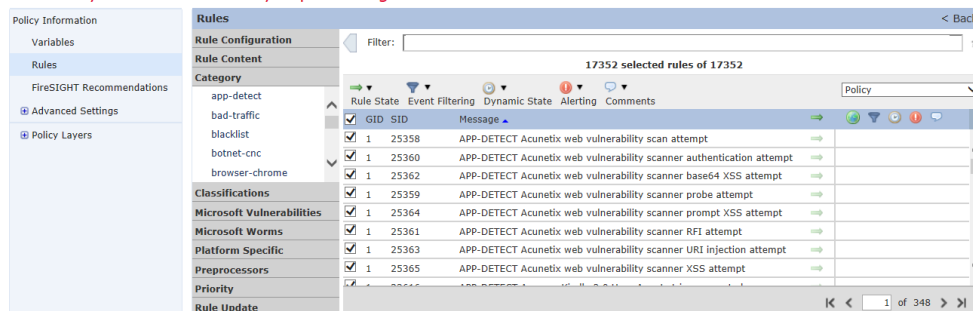 Policy Information
Variables
Rules
FireSIGHT Recommendations
Advanced Settings
Policy Layers
Rules
< Back
Rule Configuration
Rule Content
Category
app-detect
bad-traffic
blacklist
botnet-cnc
browser-chrome
Classifications
Microsoft Vulnerabilities
Microsoft Worms
Platform Specific
Preprocessors
Priority
Rule Update
Filter:
17352 selected rules of 17352
Rule State Event Filtering Dynamic State Alerting Comments
Policy
GID SID Message
1 25358 APP-DETECT Acunetix web vulnerability scan attempt
1 25360 APP-DETECT Acunetix web vulnerability scanner authentication attempt
1 25362 APP-DETECT Acunetix web vulnerability scanner base64 XSS attempt
1 25359 APP-DETECT Acunetix web vulnerability scanner probe attempt
1 25364 APP-DETECT Acunetix web vulnerability scanner prompt XSS attempt
1 25361 APP-DETECT Acunetix web vulnerability scanner RFI attempt
1 25363 APP-DETECT Acunetix web vulnerability scanner URI injection attempt
1 25365 APP-DETECT Acunetix web vulnerability scanner XSS attempt
1 of 348